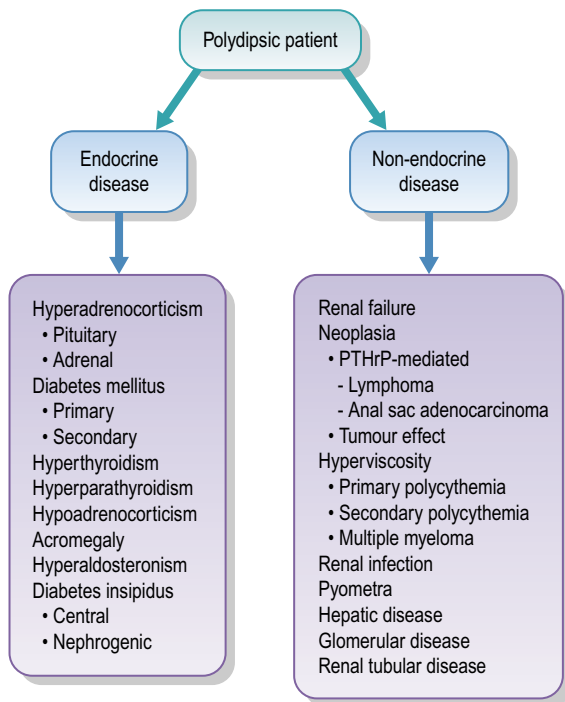 Polydipsic patient
Endocrine
disease
Non-endocrine
disease
Hyperadrenocorticism
• Pituitary
• Adrenal
Diabetes mellitus
• Primary
• Secondary
Hyperthyroidism
Hyperparathyroidism
Hypoadrenocorticism
Acromegaly
Hyperaldosteronism
Diabetes insipidus
• Central
• Nephrogenic
Renal failure
Neoplasia
• PTHrP-mediated
- Lymphoma
- Anal sac adenocarcinoma
• Tumour effect
Hyperviscosity
• Primary polycythemia
• Secondary polycythemia
• Multiple myeloma
Renal infection
Pyometra
Hepatic disease
Glomerular disease
Renal tubular disease